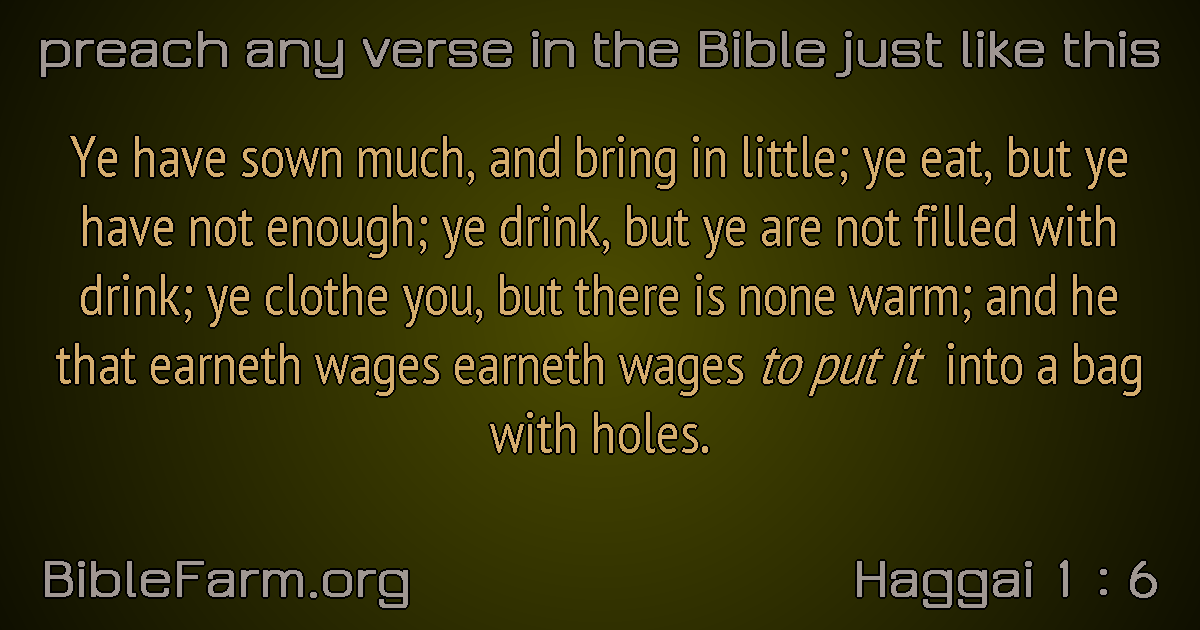 preach any verse in the Bible just like this
Ye have sown much, and bring in little; ye eat, but ye
have not enough; ye drink, but ye are not filled with
drink; ye clothe you, but there is none warm; and he
that earneth wages earneth wages to put it into a bag
with holes.
BibleFarm.org
Haggai 1 : 6